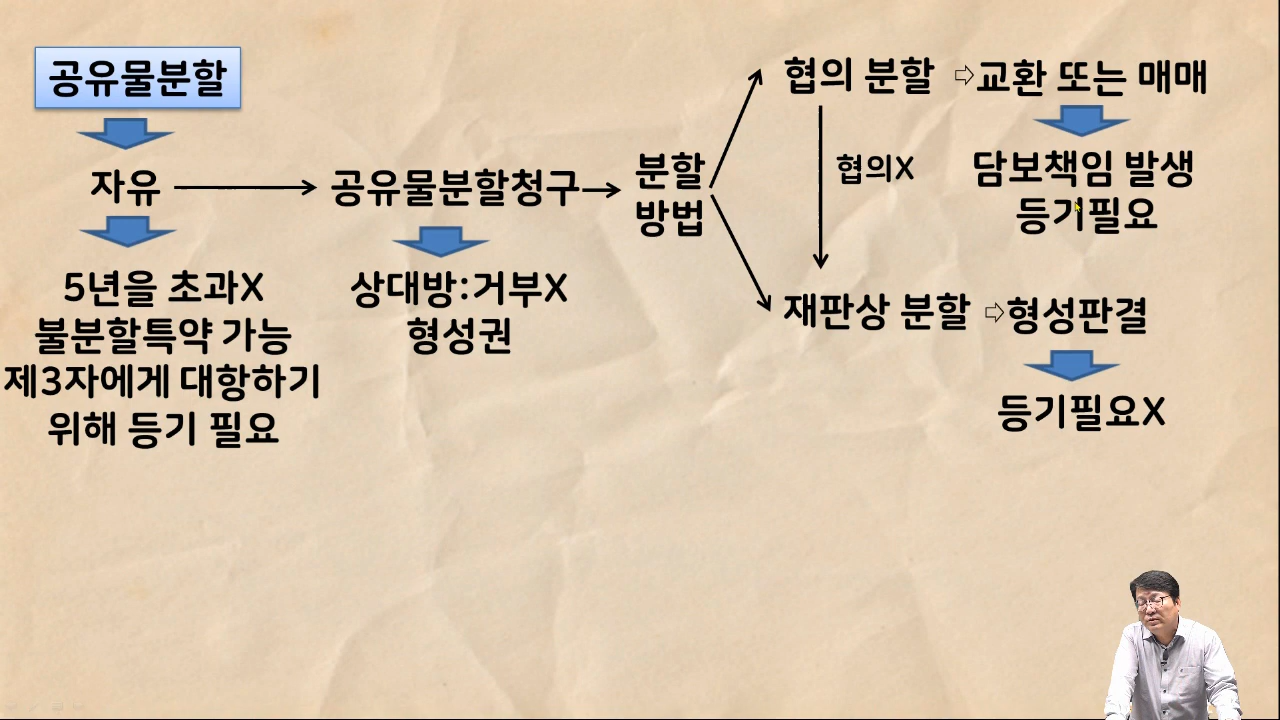 공유물분할
자유
5년을 초과X
불분할특약 가능
제3자에게 대항하기
위해 등기 필요
공유물분할청구
상대방:거부X
형성권
분할
방법
협의 분할 ⇨교환 또는 매매
담보책임 발생
등기필요
협의X
재판상 분할 ⇨형성판결
등기필요X